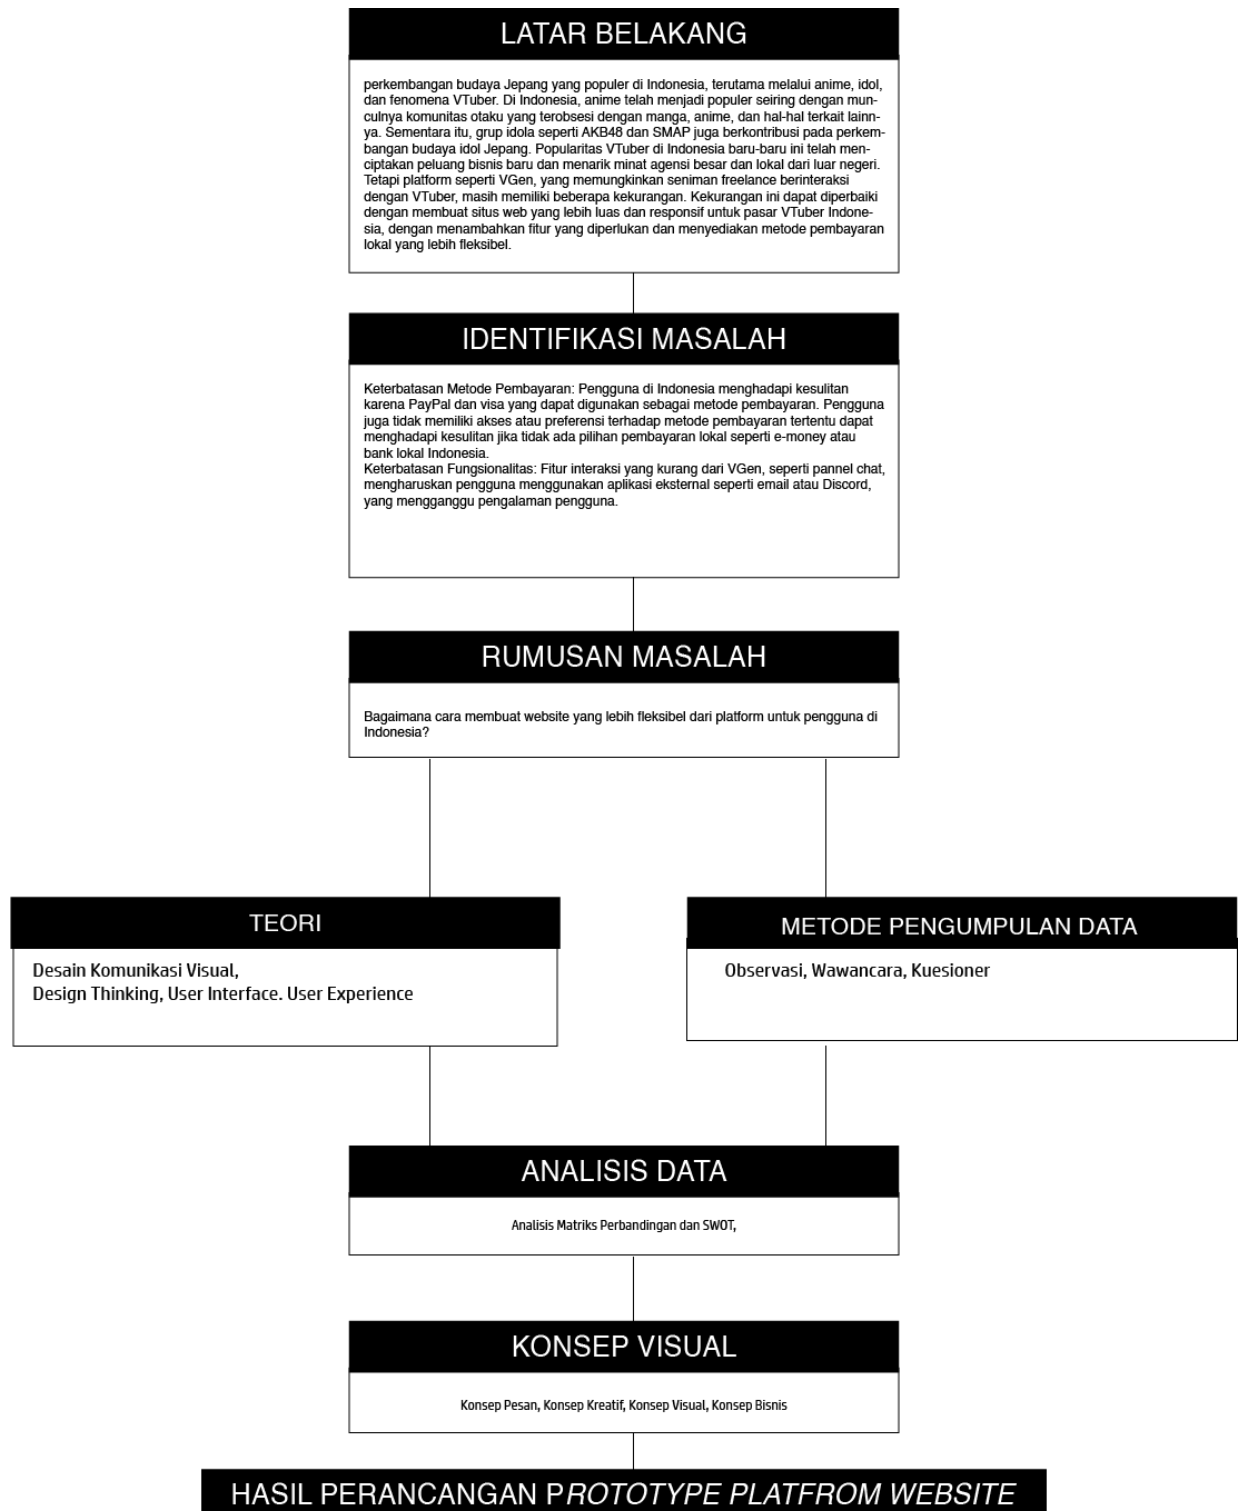 LATAR BELAKANG
perkembangan budaya Jepang yang populer di Indonesia, terutama melalui anime, idol,
dan fenomena VTuber. Di Indonesia, anime telah menjadi populer seiring dengan mun-
culnya komunitas otaku yang terobsesi dengan manga, anime, dan hal-hal terkait lainn-
ya. Sementara itu, grup idola seperti AKB48 dan SMAP juga berkontribusi pada perkem-
bangan budaya idol Jepang. Popularitas VTuber di Indonesia baru-baru ini telah men-
ciptakan peluang bisnis baru dan menarik minat agensi besar dan lokal dari luar negeri.
Tetapi platform seperti VGen, yang memungkinkan seniman freelance berinteraksi
dengan VTuber, masih memiliki beberapa kekurangan. Kekurangan ini dapat diperbaiki
dengan membuat situs web yang lebih luas dan responsif untuk pasar VTuber Indone-
sia, dengan menambahkan fitur yang diperlukan dan menyediakan metode pembayaran
lokal yang lebih fleksibel.
IDENTIFIKASI MASALAH
Keterbatasan Metode Pembayaran: Pengguna di Indonesia menghadapi kesulitan
karena PayPal dan visa yang dapat digunakan sebagai metode pembayaran. Pengguna
juga tidak memiliki akses atau preferensi terhadap metode pembayaran tertentu dapat
menghadapi kesulitan jika tidak ada pilihan pembayaran lokal seperti e-money atau
bank lokal Indonesia.
Keterbatasan Fungsionalitas: Fitur interaksi yang kurang dari VGen, seperti pannel chat,
mengharuskan pengguna menggunakan aplikasi eksternal seperti email atau Discord,
yang mengganggu pengalaman pengguna.
RUMUSAN MASALAH
Bagaimana cara membuat website yang lebih fleksibel dari platform untuk pengguna di
Indonesia?
TEORI
Desain Komunikasi Visual,
Design Thinking, User Interface. User Experience
METODE PENGUMPULAN DATA
Observasi, Wawancara, Kuesioner
ANALISIS DATA
Analisis Matriks Perbandingan dan SWOT,
KONSEP VISUAL
Konsep Pesan, Konsep Kreatif, Konsep Visual, Konsep Bisnis
HASIL PERANCANGAN PROTOTYPE PLATFROM WEBSITE